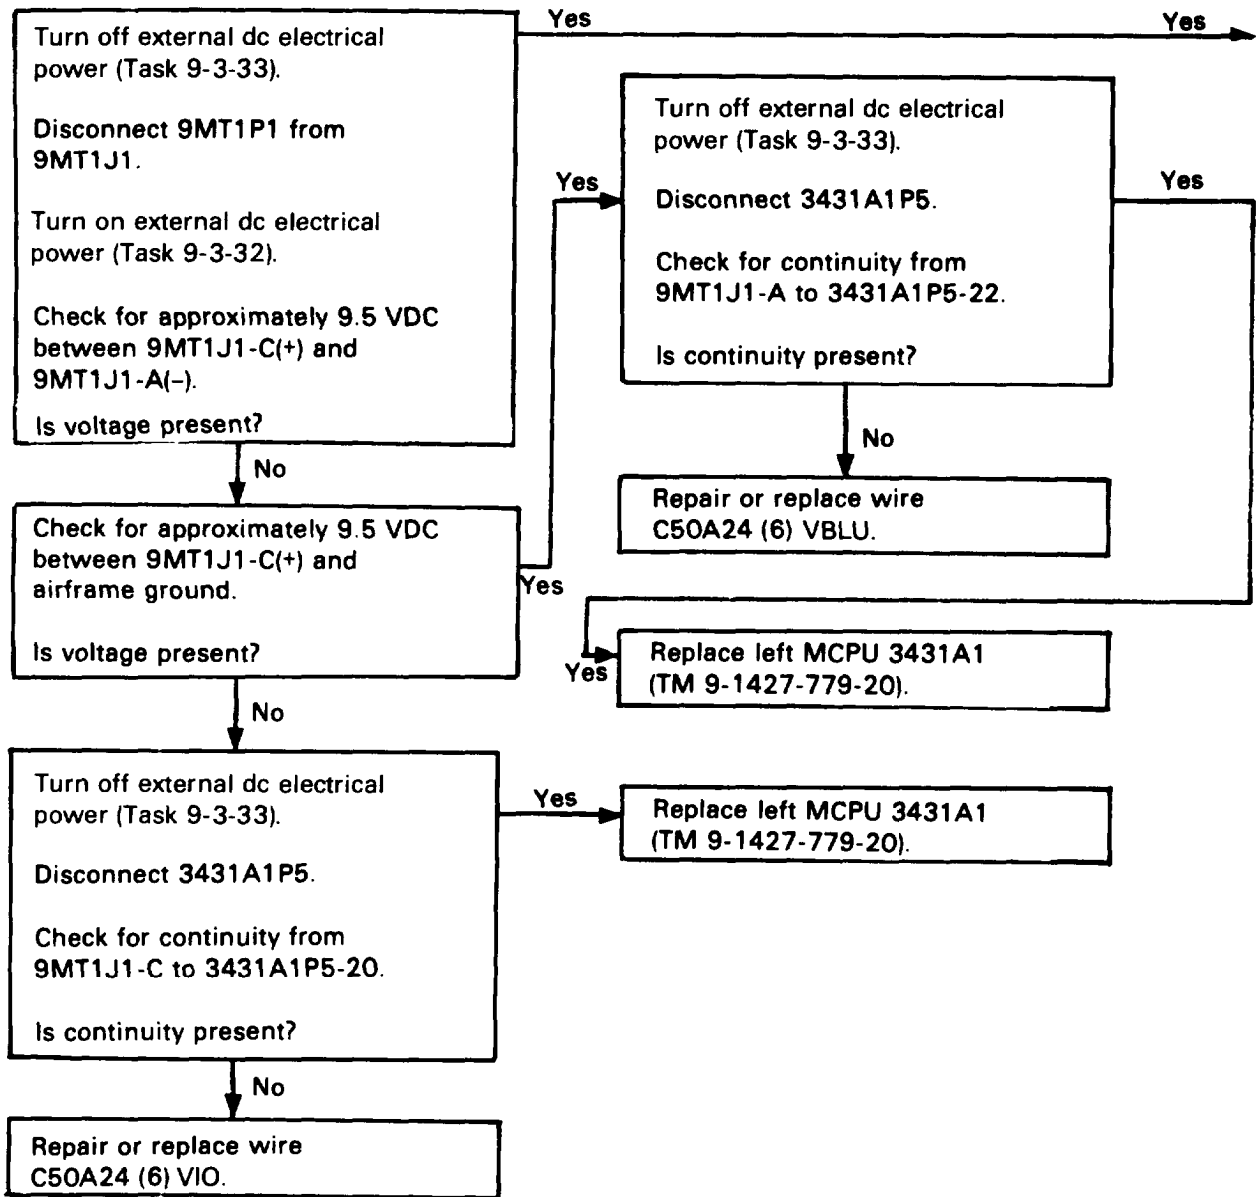 Yes
Yes
Turn off external dc electrical
power (Task 9-3-33).
Disconnect 9MT1P1 from
9MT1J1.
Turn on external dc electrical
power (Task 9-3-32).
Check for approximately 9.5 VDC
between 9MT1J1-C(+) and
9MT1J1-A(-).
Is voltage present?
No
Check for approximately 9.5 VDC
between 9MT1J1-C(+) and
airframe ground.
Is voltage present?
Yes
Yes
Turn off external dc electrical
power (Task 9-3-33).
Disconnect 3431A1P5.
Check for continuity from
9MT1J1-A to 3431A1P5-22.
Is continuity present?
Yes
No
Repair or replace wire
C50A24 (6) VBLU.
Yes
Replace left MCPU 3431A1
(TM 9-1427-779-20).
No
Turn off external dc electrical
power (Task 9-3-33).
Disconnect 3431A1P5.
Check for continuity from
9MT1J1-C to 3431A1P5-20.
Is continuity present?
Yes
Replace left MCPU 3431A1
(TM 9-1427-779-20).
No
Repair or replace wire
C50A24 (6) VIO.